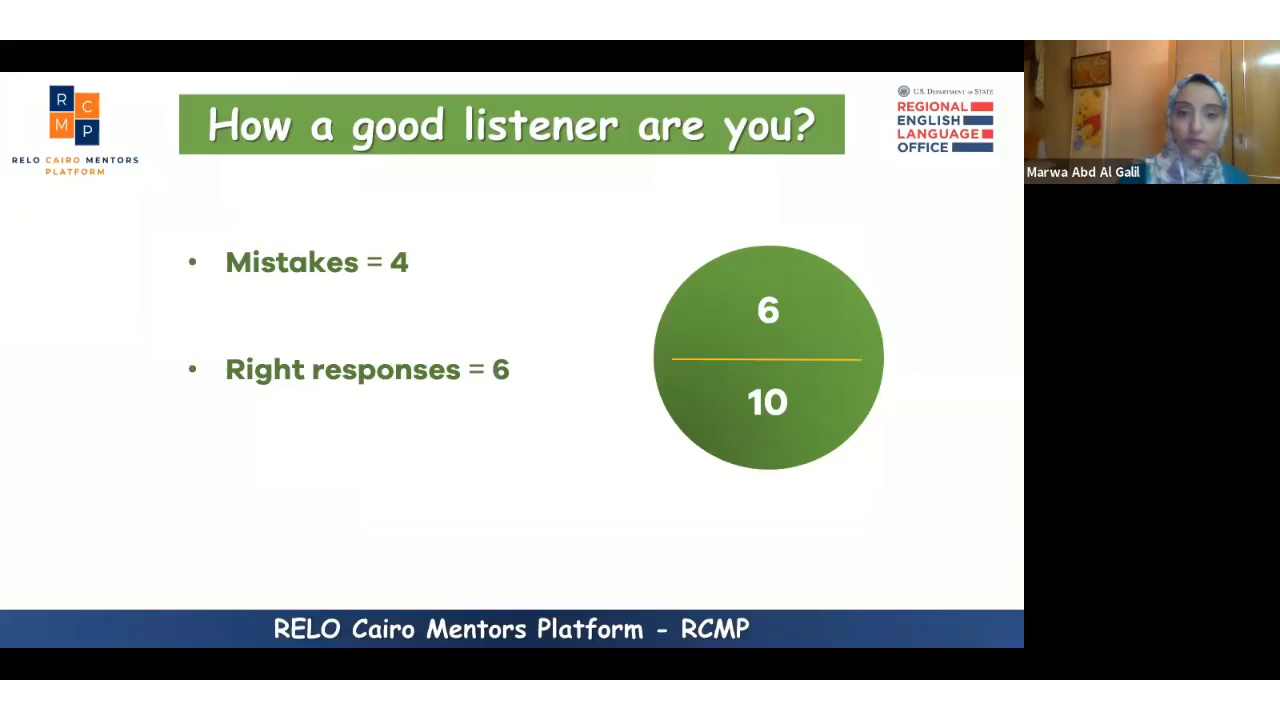 R
C
M
P
RELO CAIRO MENTORS
PLATFORM
How a good listener are you?
U.S. DEPARTMENT OF STATE
REGIONAL
ENGLISH
LANGUAGE
OFFICE
Marwa Abd Al Galil
• Mistakes = 4
• Right responses = 6
6
10
RELO Cairo Mentors Platform - RCMP